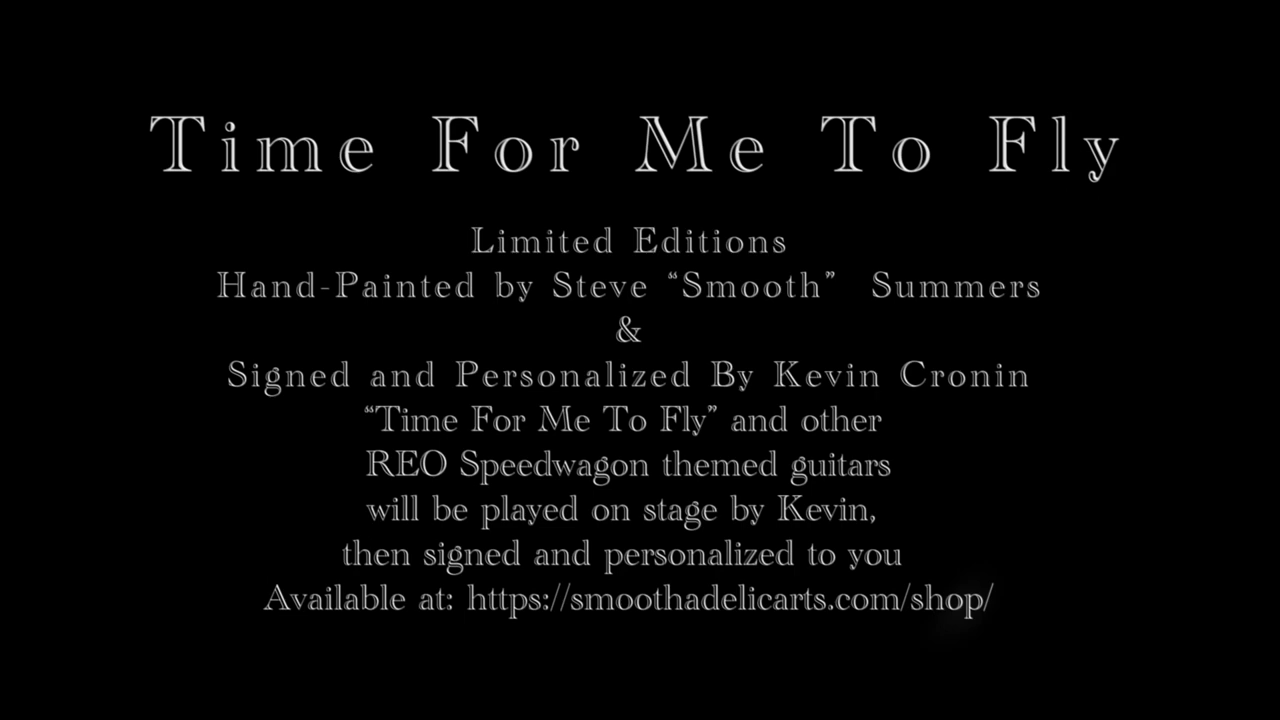 Time For Me To Fly
Limited Editions
Hand-Painted by Steve “Smooth” Summers
&
Signed and Personalized By Kevin Cronin
“Time For Me To Fly” and other
REO Speedwagon themed guitars
will be played on stage by Kevin,
then signed and personalized to you
Available at: https://smoothadelicarts.com/shop/